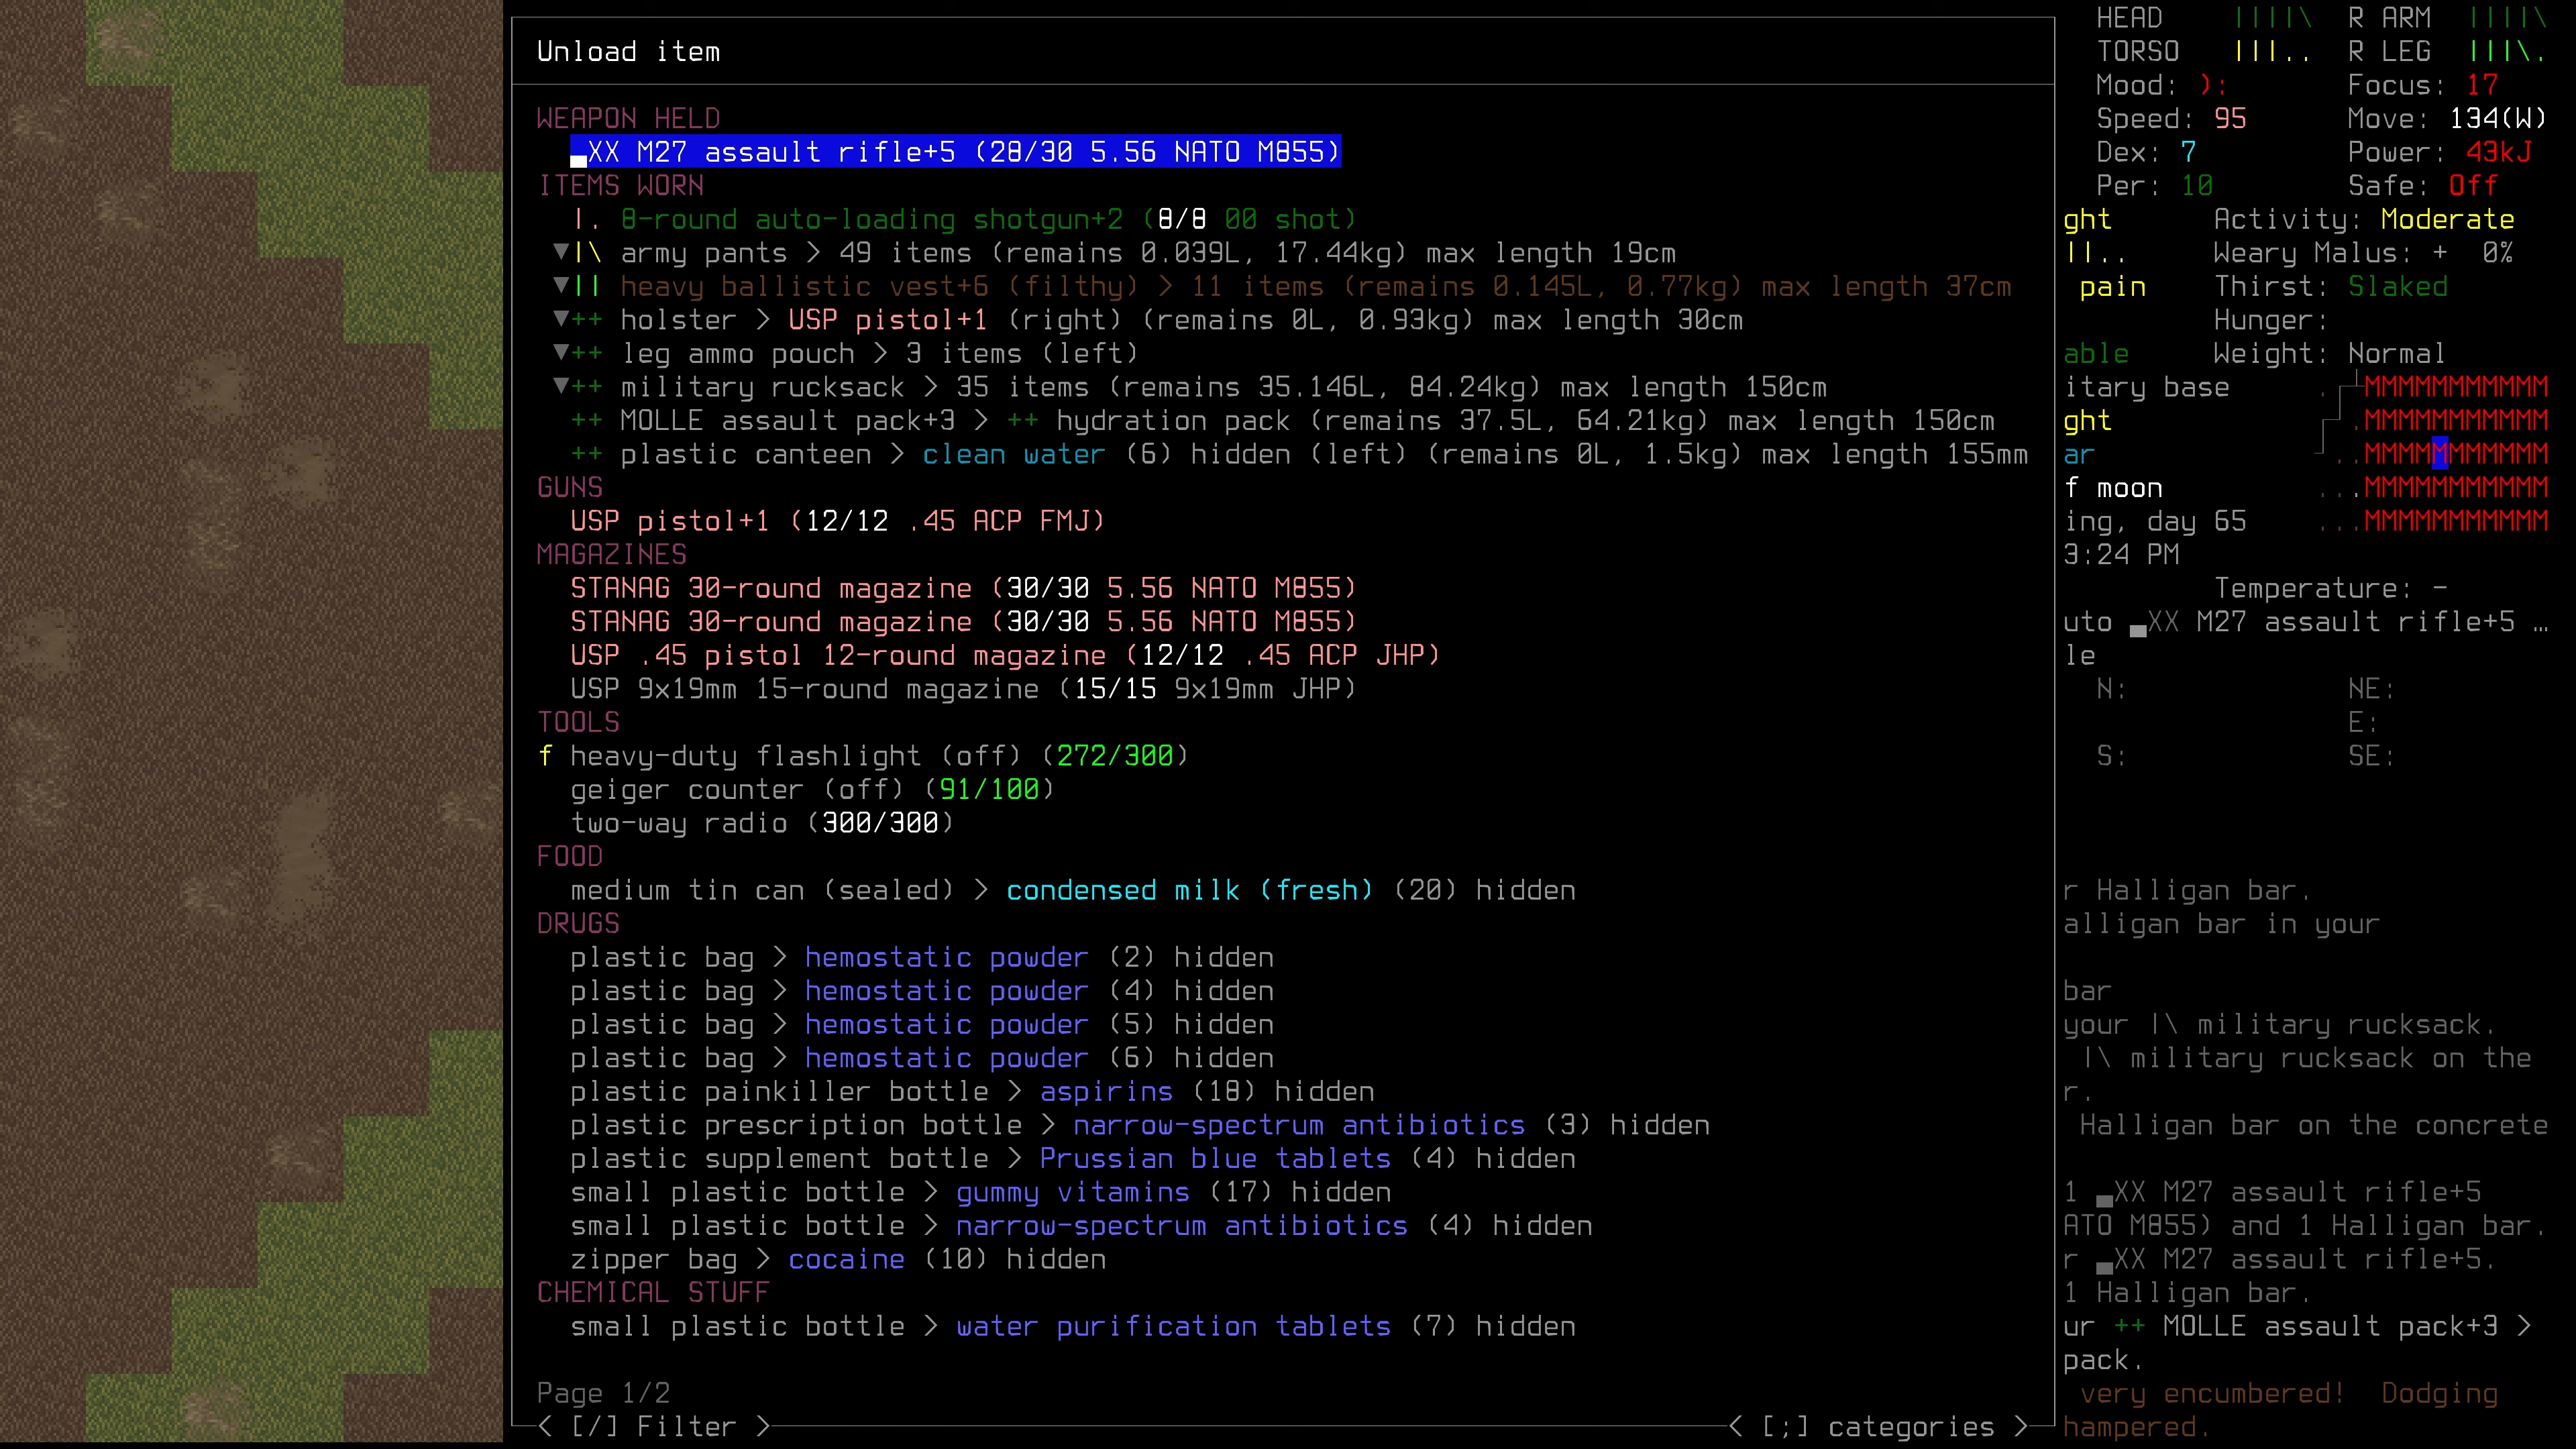 Unload item
WEAPON HELD
▄XX M27 assault rifle+5 (28/30 5.56 NATO M855)
ITEMS WORN
|. 8-round auto-loading shotgun+2 (8/8 00 shot)
▼|\ army pants > 49 items (remains 0.039L, 17.44kg) max length 19cm
▼|| heavy ballistic vest+6 (filthy) > 11 items (remains 0.145L, 0.77kg) max length 37cm
▼++ holster > USP pistol+1 (right) (remains 0L, 0.93kg) max length 30cm
▼++ leg ammo pouch > 3 items (left)
▼++ military rucksack > 35 items (remains 35.146L, 84.24kg) max length 150cm
++ MOLLE assault pack+3 > ++ hydration pack (remains 37.5L, 64.21kg) max length 150cm
++ plastic canteen > clean water (6) hidden (left) (remains 0L, 1.5kg) max length 155mm
GUNS
USP pistol+1 (12/12 .45 ACP FMJ)
MAGAZINES
STANAG 30-round magazine (30/30 5.56 NATO M855)
STANAG 30-round magazine (30/30 5.56 NATO M855)
USP .45 pistol 12-round magazine (12/12 .45 ACP JHP)
USP 9x19mm 15-round magazine (15/15 9x19mm JHP)
TOOLS
f heavy-duty flashlight (off) (272/300)
geiger counter (off) (91/100)
two-way radio (300/300)
FOOD
medium tin can (sealed) > condensed milk (fresh) (20) hidden
DRUGS
plastic bag > hemostatic powder (2) hidden
plastic bag > hemostatic powder (4) hidden
plastic bag > hemostatic powder (5) hidden
plastic bag > hemostatic powder (6) hidden
plastic painkiller bottle > aspirins (18) hidden
plastic prescription bottle > narrow-spectrum antibiotics (3) hidden
plastic supplement bottle > Prussian blue tablets (4) hidden
small plastic bottle > gummy vitamins (17) hidden
small plastic bottle > narrow-spectrum antibiotics (4) hidden
zipper bag > cocaine (10) hidden
CHEMICAL STUFF
small plastic bottle > water purification tablets (7) hidden
Page 1/2
< [/] Filter >
< [;] categories >
HEAD ||||\ R ARM ||||\
TORSO |||.. R LEG |||\.
Mood: ): Focus: 17
Speed: 95 Move: 134(W)
Dex: 7 Power: 43kJ
Per: 10 Safe: Off
ght Activity: Moderate
||.. Weary Malus: + 0%
pain Thirst: Slaked
Hunger:
able Weight: Normal
itary base . MMMMMMMMMMM
ght .MMMMMMMMMMM
ar ..MMMMMMMMMMM
f moon ...MMMMMMMMMMM
ing, day 65 ...MMMMMMMMMMM
3:24 PM
Temperature: -
uto ▄XX M27 assault rifle+5 …
le
N: NE:
E:
S: SE:
r Halligan bar.
alligan bar in your
bar
your |\ military rucksack.
|\ military rucksack on the
r.
Halligan bar on the concrete
1 ▄XX M27 assault rifle+5
ATO M855) and 1 Halligan bar.
r ▄XX M27 assault rifle+5.
1 Halligan bar.
ur ++ MOLLE assault pack+3 >
pack.
very encumbered! Dodging
hampered.